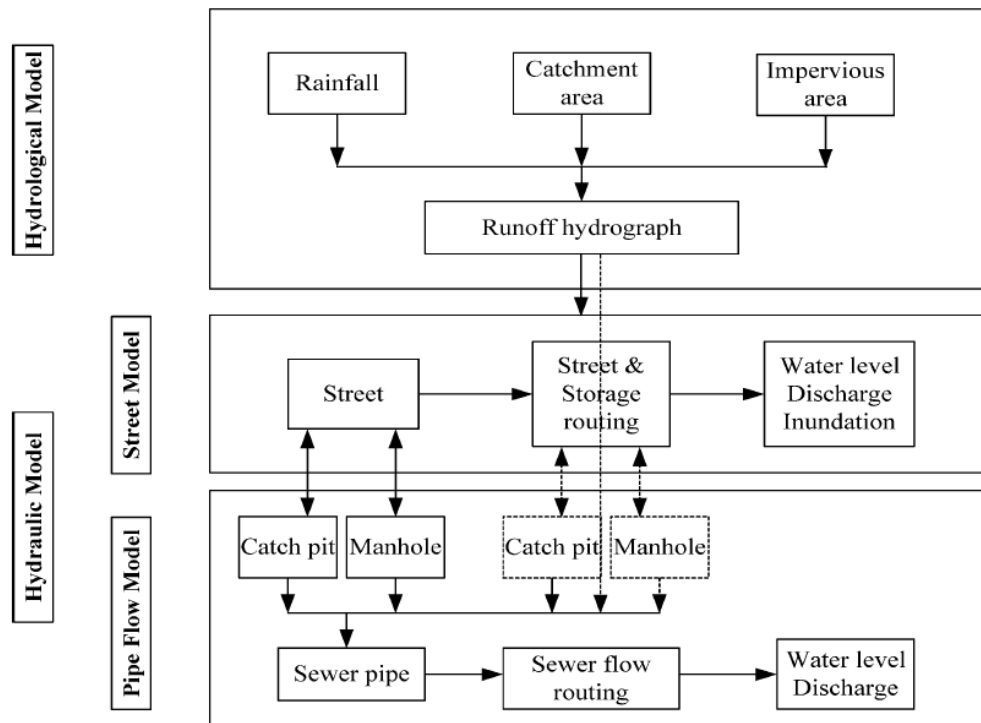 Hydrological Model
Rainfall
Catchment
area
Impervious
area
Runoff hydrograph
Hydraulic Model
Street Model
Street
Street &
Storage
routing
Water level
Discharge
Inundation
Pipe Flow Model
Catch pit
Manhole
Catch pit
Manhole
Sewer pipe
Sewer flow
routing
Water level
Discharge